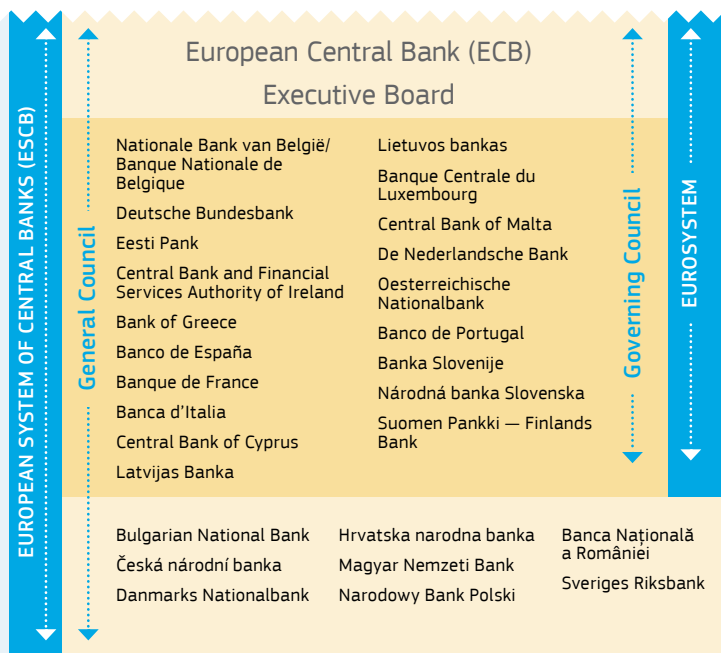 European Central Bank (ECB)
Executive Board
EUROPEAN SYSTEM OF CENTRAL BANKS (ESCB)
General Council
Nationale Bank van België/
Banque Nationale de
Belgique
Deutsche Bundesbank
Eesti Pank
Central Bank and Financial
Services Authority of Ireland
Bank of Greece
Banco de España
Banque de France
Banca d’Italia
Central Bank of Cyprus
Latvijas Banka
Lietuvos bankas
Banque Centrale du
Luxembourg
Central Bank of Malta
De Nederlandsche Bank
Oesterreichische
Nationalbank
Banco de Portugal
Banka Slovenije
Národná banka Slovenska
Suomen Pankki — Finlands
Bank
Governing Council
EUROSYSTEM
Bulgarian National Bank
Česká národní banka
Danmarks Nationalbank
Hrvatska narodna banka
Magyar Nemzeti Bank
Narodowy Bank Polski
Banca Națională
a României
Sveriges Riksbank